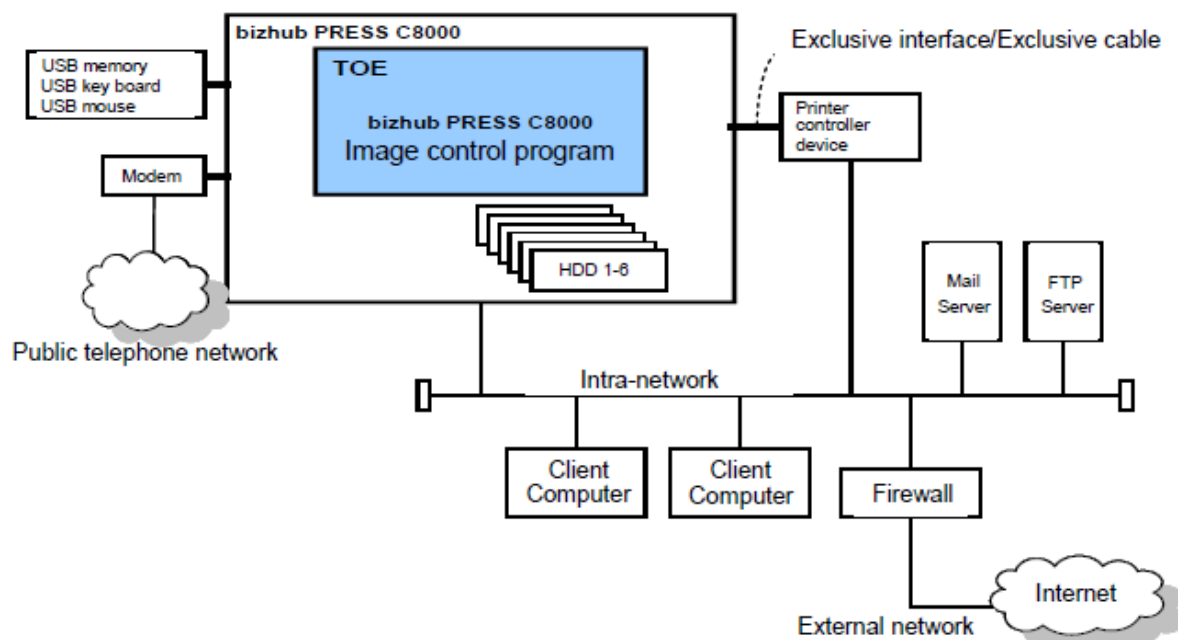 bizhub PRESS C8000
Exclusive interface/Exclusive cable
USB memory
USB key board
USB mouse
TOE
bizhub PRESS C8000
Image control program
Printer
controller
device
Modem
HDD 1-6
Mail
Server
FTP
Server
Public telephone network
Intra-network
Client
Computer
Client
Computer
Firewall
Internet
External network